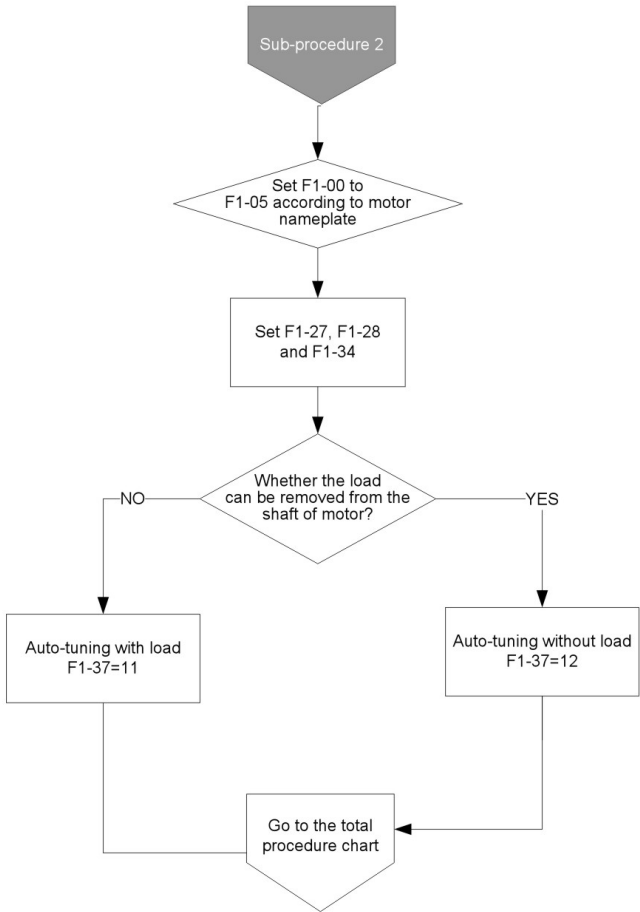 Sub-procedure 2
Set F1-00 to
F1-05 according to motor
nameplate
Set F1-27, F1-28
and F1-34
Whether the load
can be removed from the
shaft of motor?
NO
YES
Auto-tuning with load
F1-37=11
Auto-tuning without load
F1-37=12
Go to the total
procedure chart